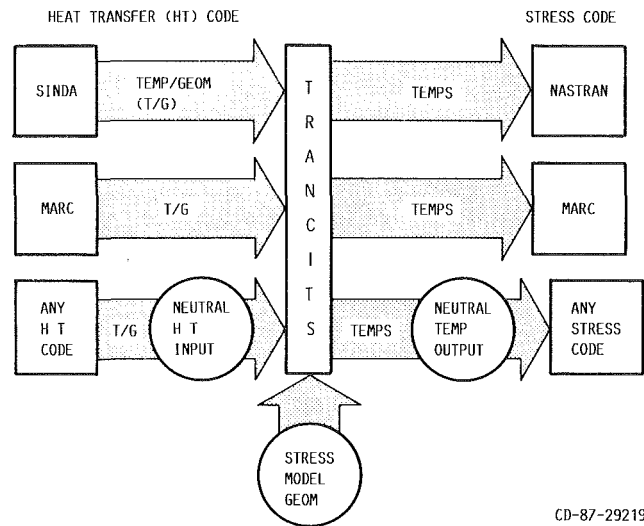 HEAT TRANSFER (HT) CODE
STRESS CODE
SINDA
TEMP/GEOM
(T/G)
TRANCITS
TEMPS
NASTRAN
MARC
T/G
TEMPS
MARC
ANY
H T
CODE
T/G
NEUTRAL
H T
INPUT
TEMPS
NEUTRAL
TEMP
OUTPUT
ANY
STRESS
CODE
STRESS
MODEL
GEOM
CD-87-29219